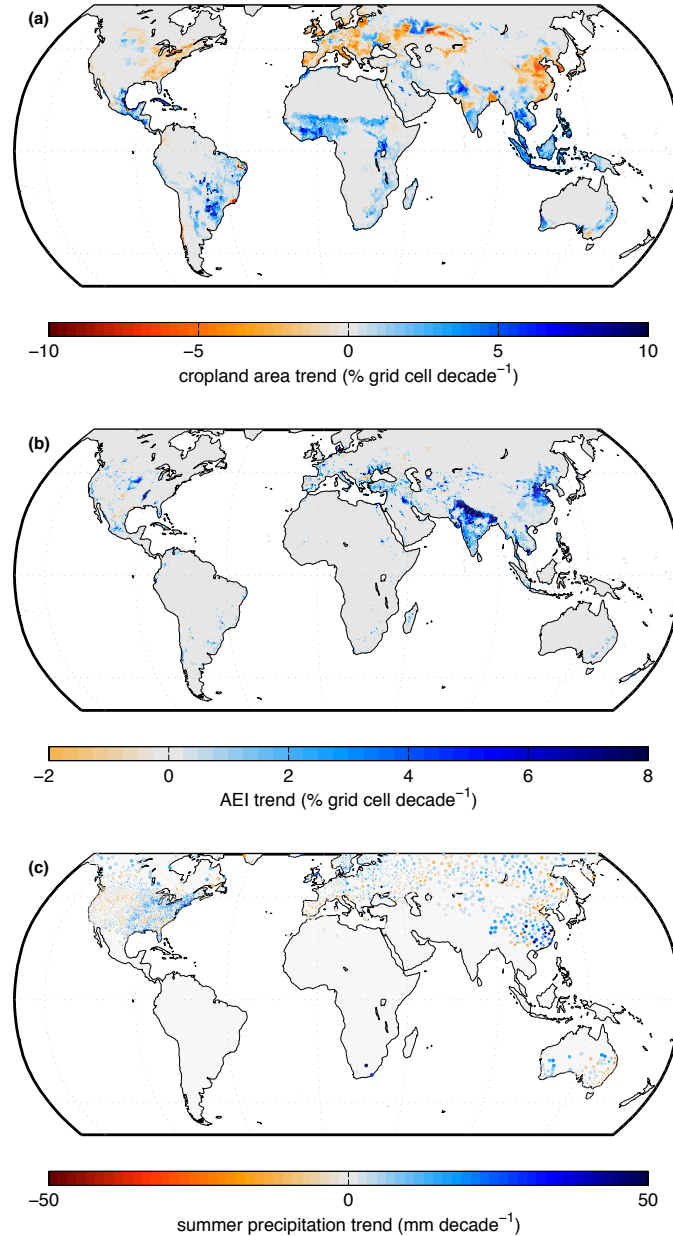 (a)
−10 −5 0 5 10
cropland area trend (% grid cell decade⁻¹)
(b)
−2 0 2 4 6 8
AEI trend (% grid cell decade⁻¹)
(c)
−50 0 50
summer precipitation trend (mm decade⁻¹)